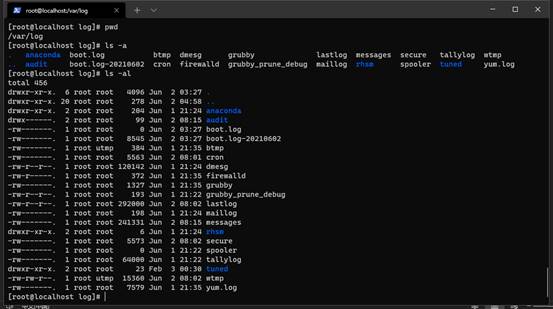 root@localhost:/var/log
[root@localhost log]# pwd
/var/log
[root@localhost log]# ls -a
.   anaconda  boot.log           btmp  dmesg      grubby              lastlog  messages  secure   tallylog  wtmp
..  audit     boot.log-20210602  cron  firewalld  grubby_prune_debug  maillog  rhsm      spooler  tuned     yum.log
[root@localhost log]# ls -al
total 456
drwxr-xr-x.  6 root root   4096 Jun  2 03:27 .
drwxr-xr-x. 20 root root    278 Jun  2 04:58 ..
drwxr-xr-x.  2 root root    204 Jun  1 21:24 anaconda
drwx------.  2 root root     99 Jun  2 08:15 audit
-rw-------.  1 root root      0 Jun  2 03:27 boot.log
-rw-------.  1 root root   8545 Jun  2 03:27 boot.log-20210602
-rw-------.  1 root utmp    384 Jun  1 21:35 btmp
-rw-------.  1 root root   5563 Jun  2 08:01 cron
-rw-r--r--.  1 root root 120142 Jun  1 21:24 dmesg
-rw-r-----.  1 root root    372 Jun  1 21:35 firewalld
-rw-------.  1 root root   1327 Jun  1 21:35 grubby
-rw-r--r--.  1 root root    193 Jun  1 21:22 grubby_prune_debug
-rw-r--r--.  1 root root 292000 Jun  2 08:02 lastlog
-rw-------.  1 root root    198 Jun  1 21:24 maillog
-rw-------.  1 root root 241331 Jun  2 08:15 messages
drwxr-xr-x.  2 root root      6 Jun  1 21:24 rhsm
-rw-------.  1 root root   5573 Jun  2 08:02 secure
-rw-------.  1 root root      0 Jun  1 21:22 spooler
-rw-------.  1 root root  64000 Jun  1 21:22 tallylog
drwxr-xr-x.  2 root root     23 Feb  3 00:30 tuned
-rw-rw-r--.  1 root utmp  15360 Jun  2 08:02 wtmp
-rw-------.  1 root root   7579 Jun  1 21:35 yum.log
[root@localhost log]#